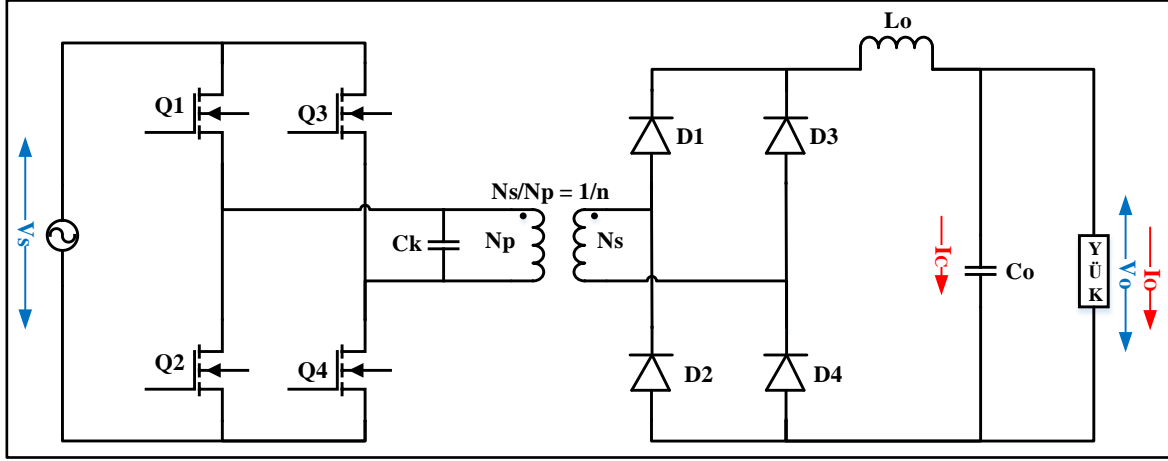 Lo
Q1
Q3
D1
D3
Ns/Np = 1/n
Vs
Ck
Np
Ns
Ic
Co
YÜK
Vo
Io
Q2
Q4
D2
D4